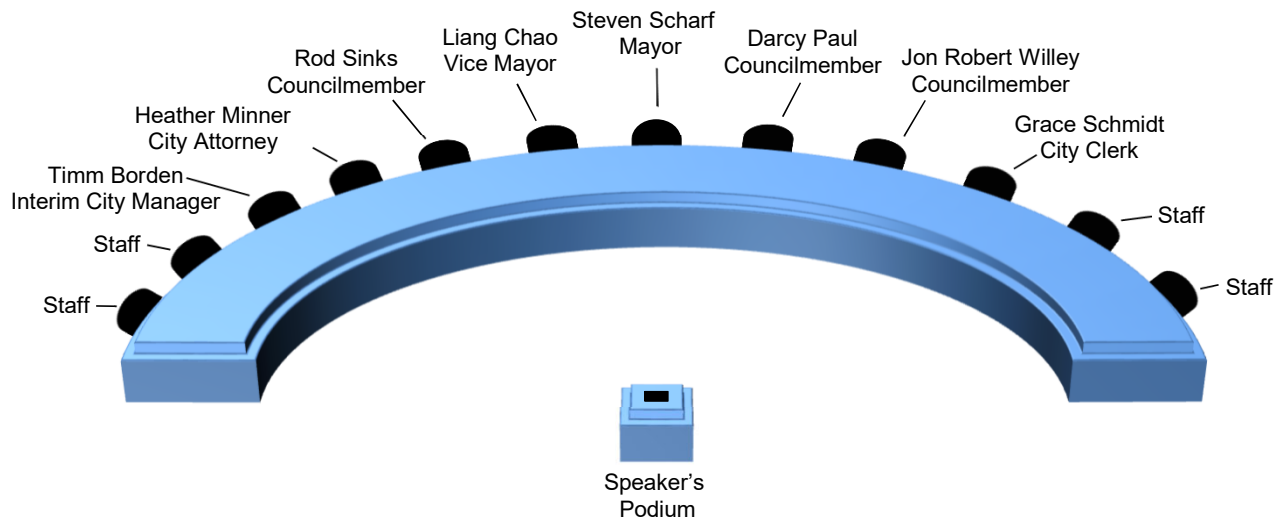 Steven Scharf
Mayor
Liang Chao
Vice Mayor
Darcy Paul
Councilmember
Rod Sinks
Councilmember
Jon Robert Willey
Councilmember
Heather Minner
City Attorney
Grace Schmidt
City Clerk
Timm Borden
Interim City Manager
Staff
Staff
Staff
Staff
Speaker’s
Podium